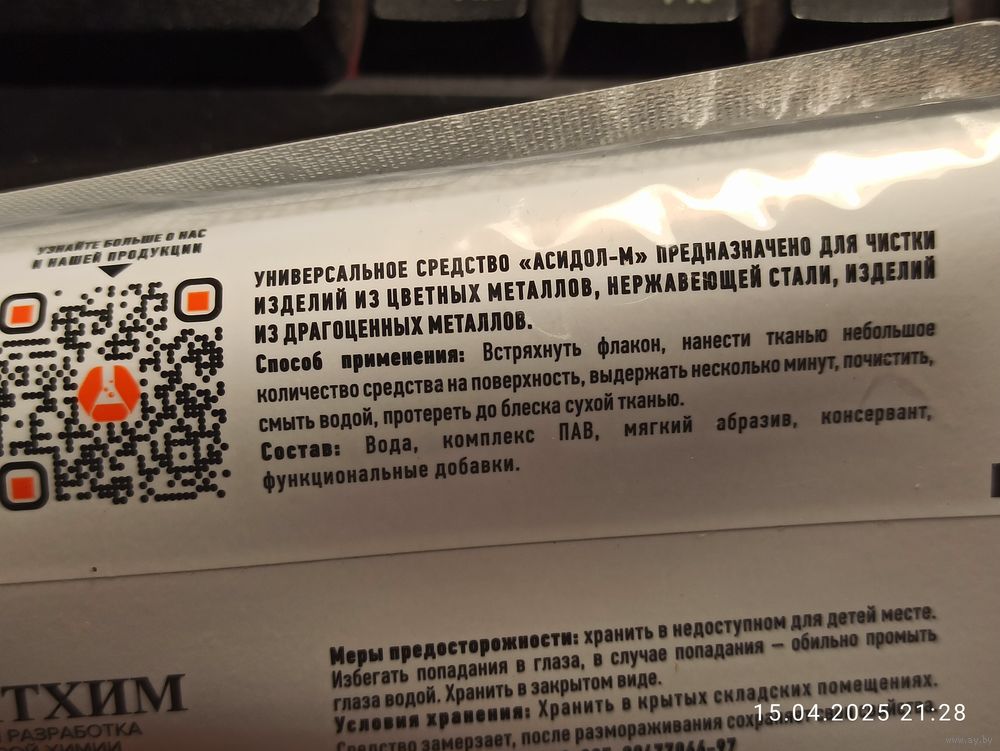 УЗНАЙТЕ БОЛЬШЕ О НАС
И НАШЕЙ ПРОДУКЦИИ
УНИВЕРСАЛЬНОЕ СРЕДСТВО «АСИДОЛ-М» ПРЕДНАЗНАЧЕНО ДЛЯ ЧИСТКИ
ИЗДЕЛИЙ ИЗ ЦВЕТНЫХ МЕТАЛЛОВ, НЕРЖАВЕЮЩЕЙ СТАЛИ, ИЗДЕЛИЙ
ИЗ ДРАГОЦЕННЫХ МЕТАЛЛОВ.
Способ применения: Встряхнуть флакон, нанести тканью небольшое
количество средства на поверхность, выдержать несколько минут, почистить,
смыть водой, протереть до блеска сухой тканью.
Состав: Вода, комплекс ПАВ, мягкий абразив, консервант,
функциональные добавки.
ТХИМ
РАЗРАБОТКА
ХИМИИ
Меры предосторожности: хранить в недоступном для детей месте.
Избегать попадания в глаза, в случае попадания – обильно промыть
глаза водой. Хранить в закрытом виде.
Условия хранения: Хранить в крытых складских помещениях.
Средство замерзает, после размораживания
15.04.2025 21:28
www.ay.by